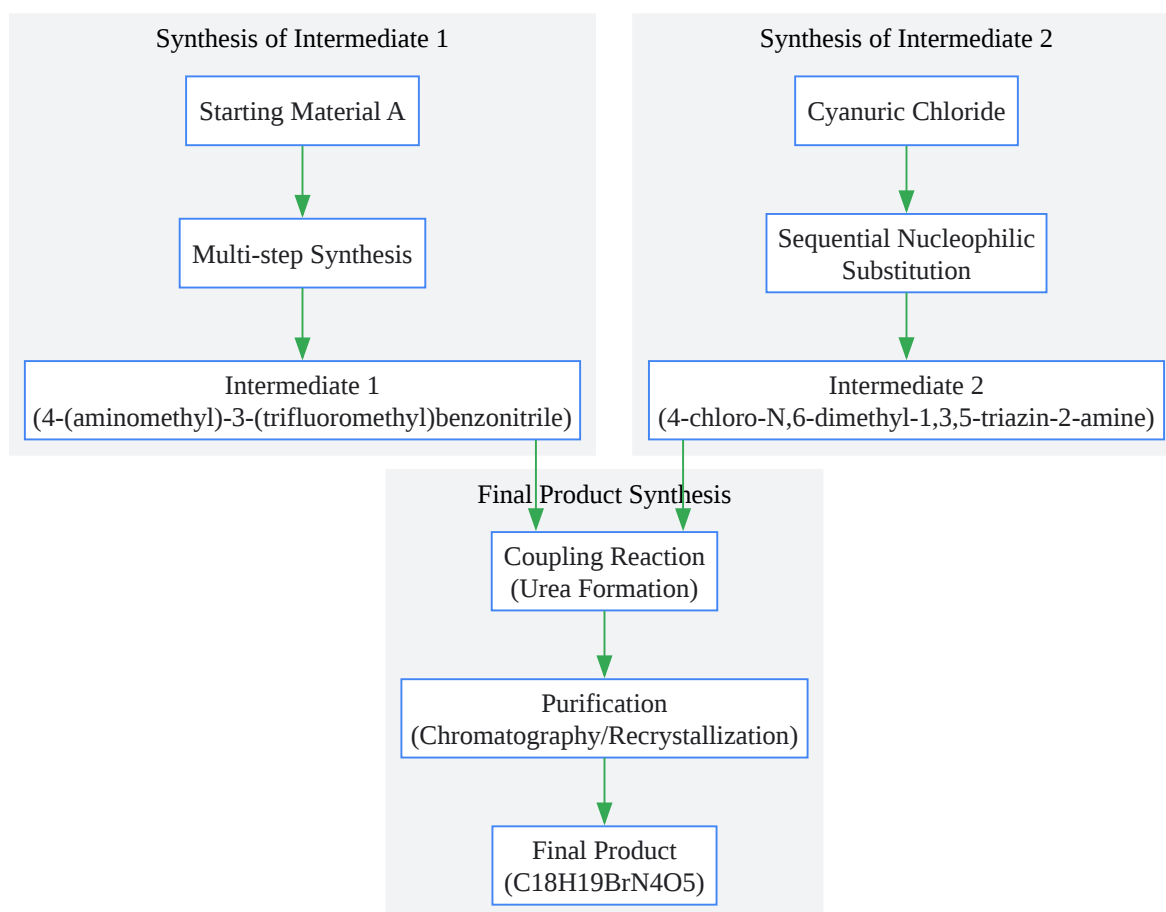 Synthesis of Intermediate 1
Starting Material A
Multi-step Synthesis
Intermediate 1
(4-(aminomethyl)-3-(trifluoromethyl)benzonitrile)
Synthesis of Intermediate 2
Cyanuric Chloride
Sequential Nucleophilic
Substitution
Intermediate 2
(4-chloro-N,6-dimethyl-1,3,5-triazin-2-amine)
Final Product Synthesis
Coupling Reaction
(Urea Formation)
Purification
(Chromatography/Recrystallization)
Final Product
(C18H19BrN4O5)